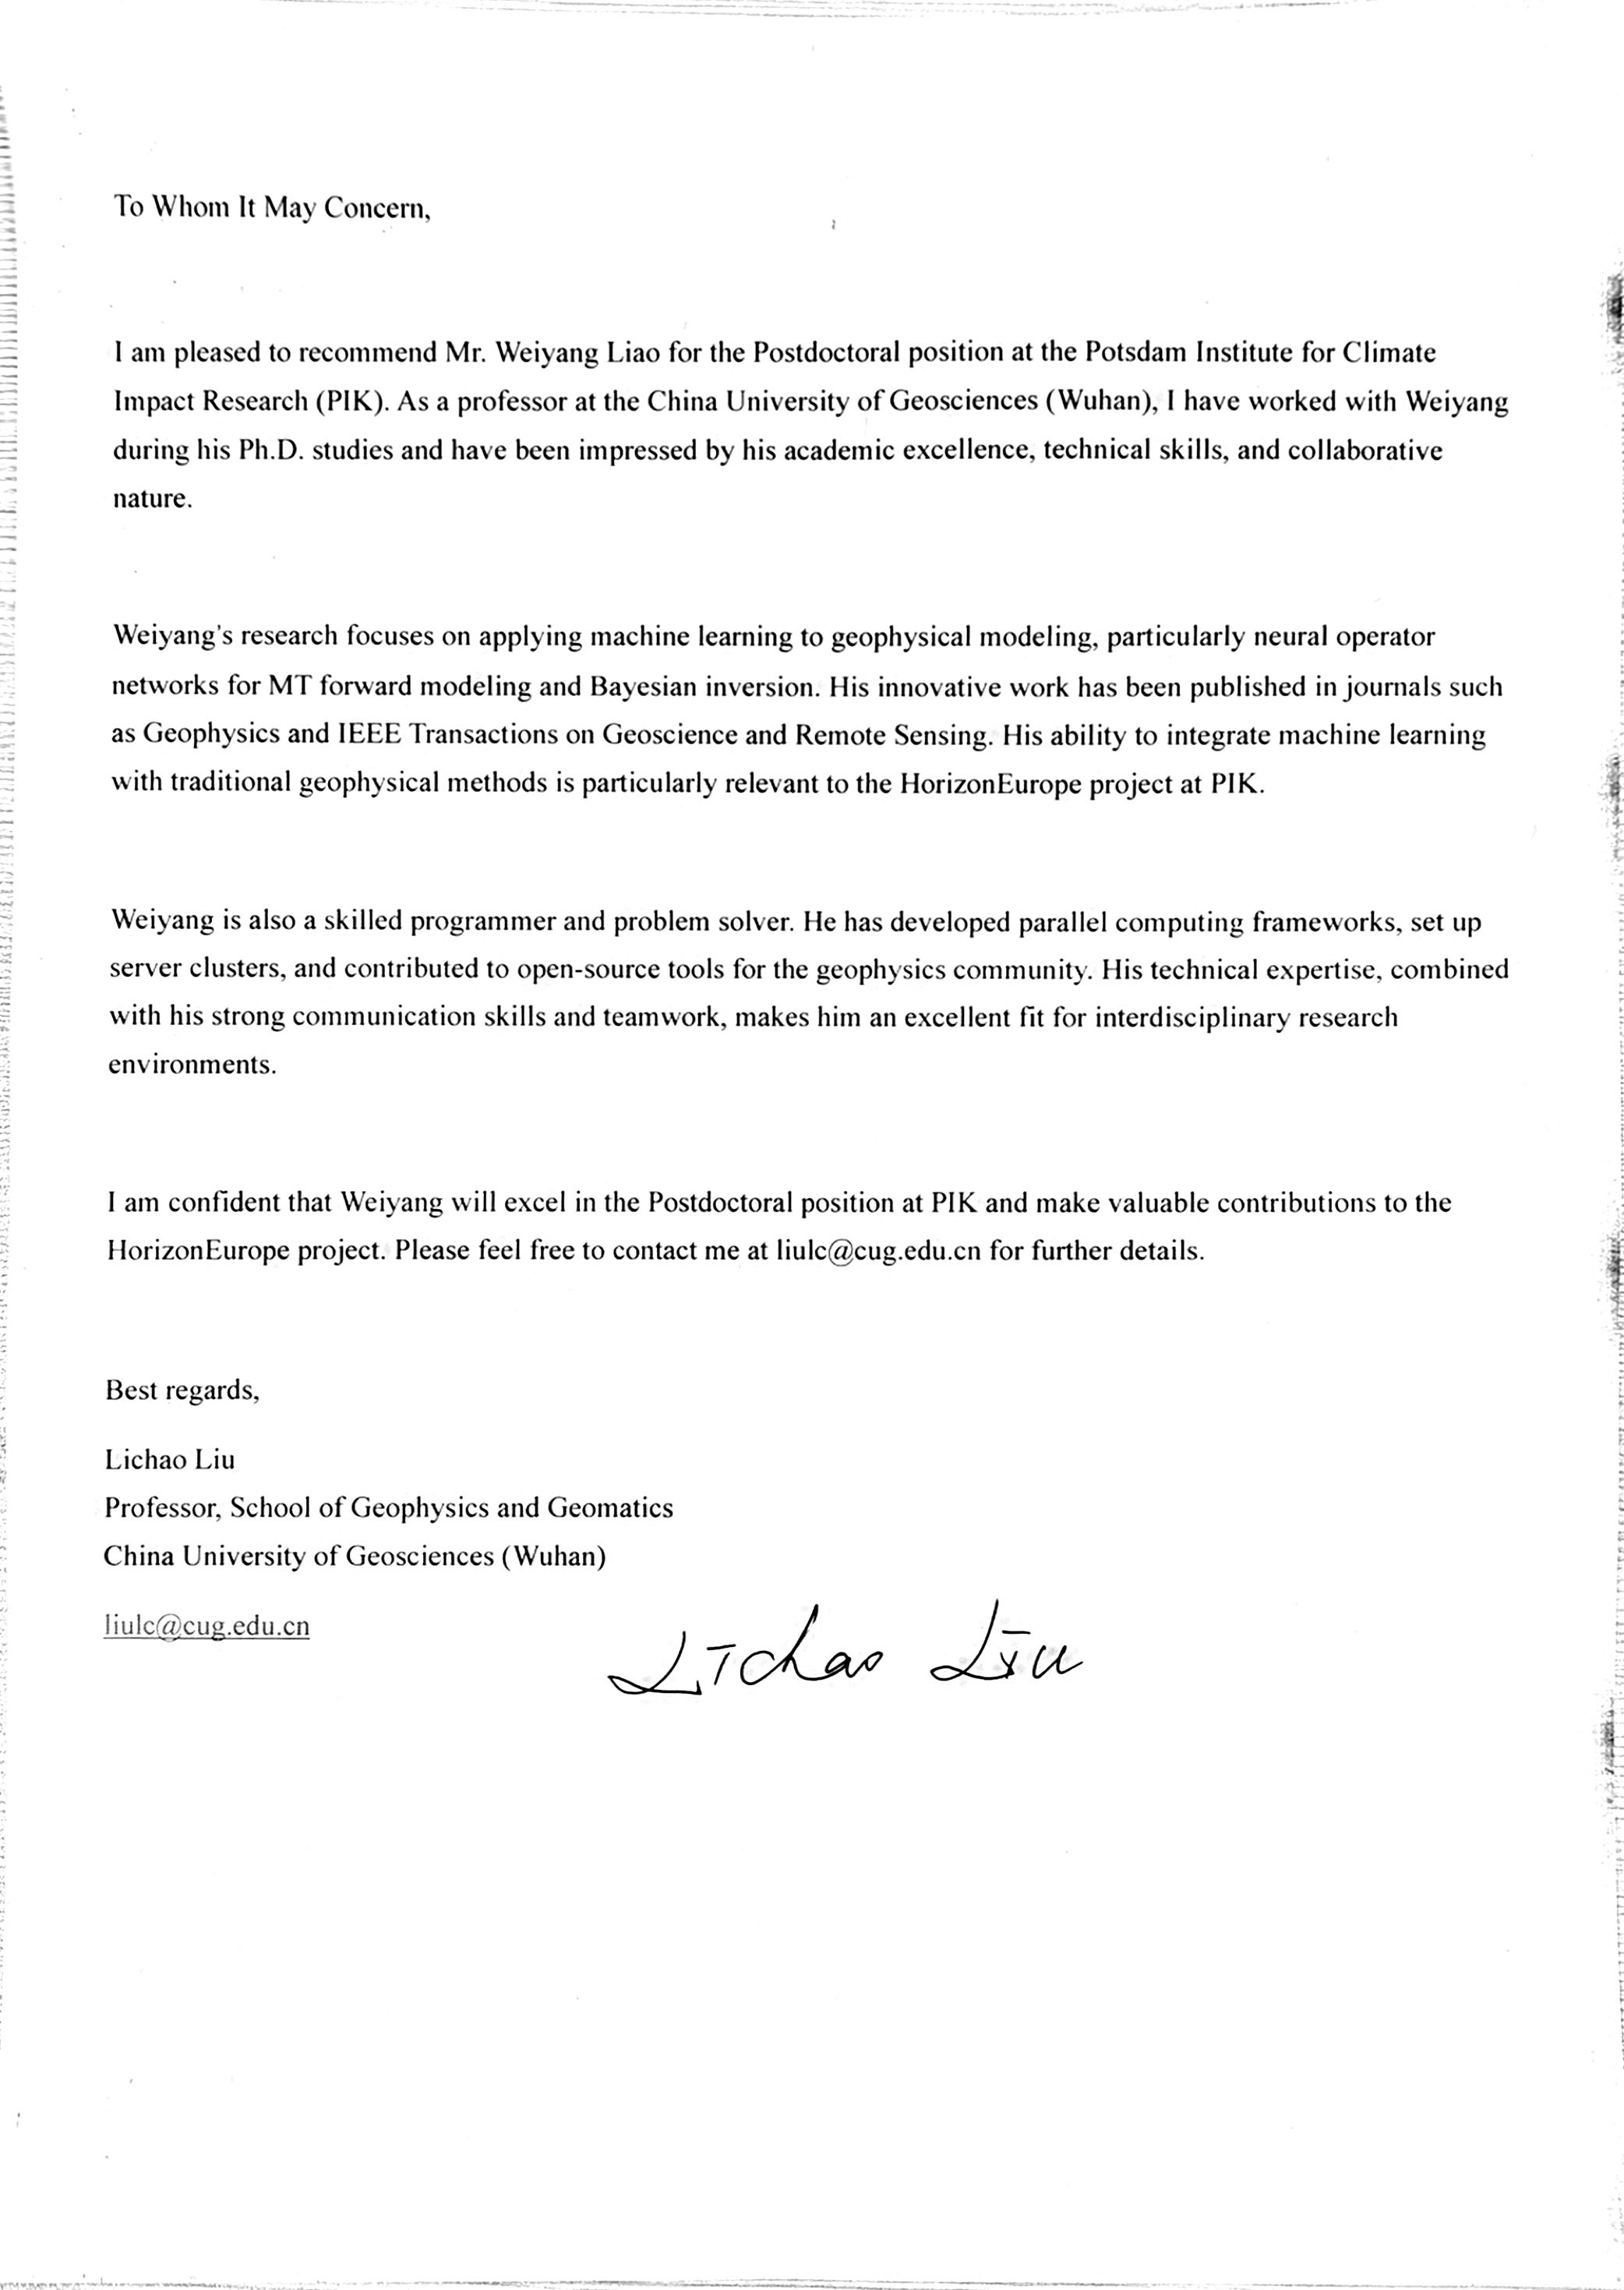 To Whom It May Concern,
I am pleased to recommend Mr. Weiyang Liao for the Postdoctoral position at the Potsdam Institute for Climate
Impact Research (PIK). As a professor at the China University of Geosciences (Wuhan), I have worked with Weiyang
during his Ph.D. studies and have been impressed by his academic excellence, technical skills, and collaborative
nature.
Weiyang's research focuses on applying machine learning to geophysical modeling, particularly neural operator
networks for MT forward modeling and Bayesian inversion. His innovative work has been published in journals such
as Geophysics and IEEE Transactions on Geoscience and Remote Sensing. His ability to integrate machine learning
with traditional geophysical methods is particularly relevant to the HorizonEurope project at PIK.
Weiyang is also a skilled programmer and problem solver. He has developed parallel computing frameworks, set up
server clusters, and contributed to open-source tools for the geophysics community. His technical expertise, combined
with his strong communication skills and teamwork, makes him an excellent fit for interdisciplinary research
environments.
I am confident that Weiyang will excel in the Postdoctoral position at PIK and make valuable contributions to the
HorizonEurope project. Please feel free to contact me at liulc@cug.edu.cn for further details.
Best regards,
Lichao Liu
Professor, School of Geophysics and Geomatics
China University of Geosciences (Wuhan)
liulc@cug.edu.cn
Lichao Liu